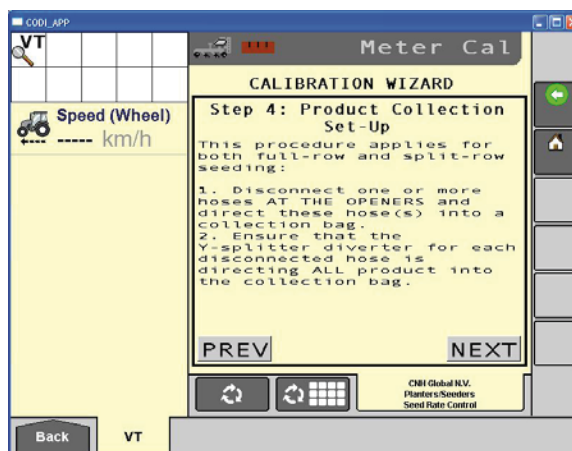 CODI_APP
VT
Meter Cal
CALIBRATION WIZARD
Speed (Wheel)
----- km/h
Step 4: Product Collection
Set-Up
This procedure applies for
both full-row and split-row
seeding:
1. Disconnect one or more
hoses AT THE OPENERS and
direct these hose(s) into a
collection bag.
2. Ensure that the
Y-splitter diverter for each
disconnected hose is
directing ALL product into
the collection bag.
PREV
NEXT
CNH Global N.V.
Planters/Seeders
Seed Rate Control
Back
VT